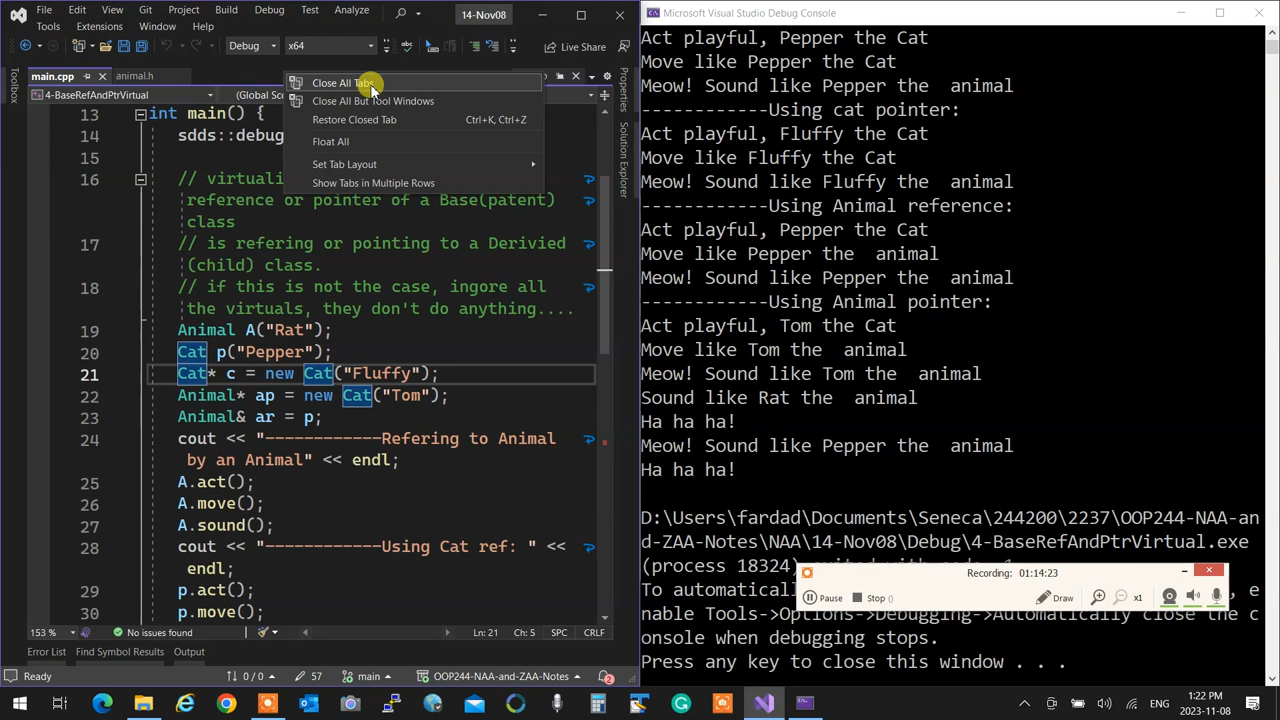 File Edit View Git Project Build Debug Test Analyze
Tools Extensions Window Help
14-Nov08
Debug x64 Live Share
main.cpp animal.h
4-BaseRefAndPtrVirtual (Global Sc
Toolbox
Properties
Solution Explorer
Close All Tabs
Close All But Tool Windows
Restore Closed Tab Ctrl+K, Ctrl+Z
Float All
Set Tab Layout
Show Tabs in Multiple Rows
13 int main(
14 sdds::debug
15
16 // virtuali
reference or pointer of a Base(patent)
class
17 // is refering or pointing to a Derivied
(child) class.
18 // if this is not the case, ingore all
the virtuals, they don't do anything....
19 Animal A("Rat");
20 Cat p("Pepper");
21 Cat* c = new Cat("Fluffy");
22 Animal* ap = new Cat("Tom");
23 Animal& ar = p;
24 cout << "------------Refering to Animal
by an Animal" << endl;
25 A.act();
26 A.move();
27 A.sound();
28 cout << "------------Using Cat ref: " <<
endl;
29 p.act();
30 p.move();
153 % No issues found Ln: 21 Ch: 5 SPC CRLF
Error List Find Symbol Results Output
Ready 0 / 0 57 main OOP244-NAA-and-ZAA-Notes 2
Microsoft Visual Studio Debug Console
Act playful, Pepper the Cat
Move like Pepper the Cat
Meow! Sound like Pepper the  animal
------------Using cat pointer:
Act playful, Fluffy the Cat
Move like Fluffy the Cat
Meow! Sound like Fluffy the  animal
------------Using Animal reference:
Act playful, Pepper the Cat
Move like Pepper the  animal
Meow! Sound like Pepper the  animal
------------Using Animal pointer:
Act playful, Tom the Cat
Move like Tom the  animal
Meow! Sound like Tom the  animal
Sound like Rat the  animal
Ha ha ha!
Meow! Sound like Pepper the  animal
Ha ha ha!
D:\Users\fardad\Documents\Seneca\244200\2237\OOP244-NAA-an
d-ZAA-Notes\NAA\14-Nov08\Debug\4-BaseRefAndPtrVirtual.exe
(process 18324)
To automatica
nable Tools->Options->Debugging->Automatically close the c
onsole when debugging stops.
Press any key to close this window . . .
Recording: 01:14:23
Pause Stop () Draw x1
ENG 1:22 PM
2023-11-08